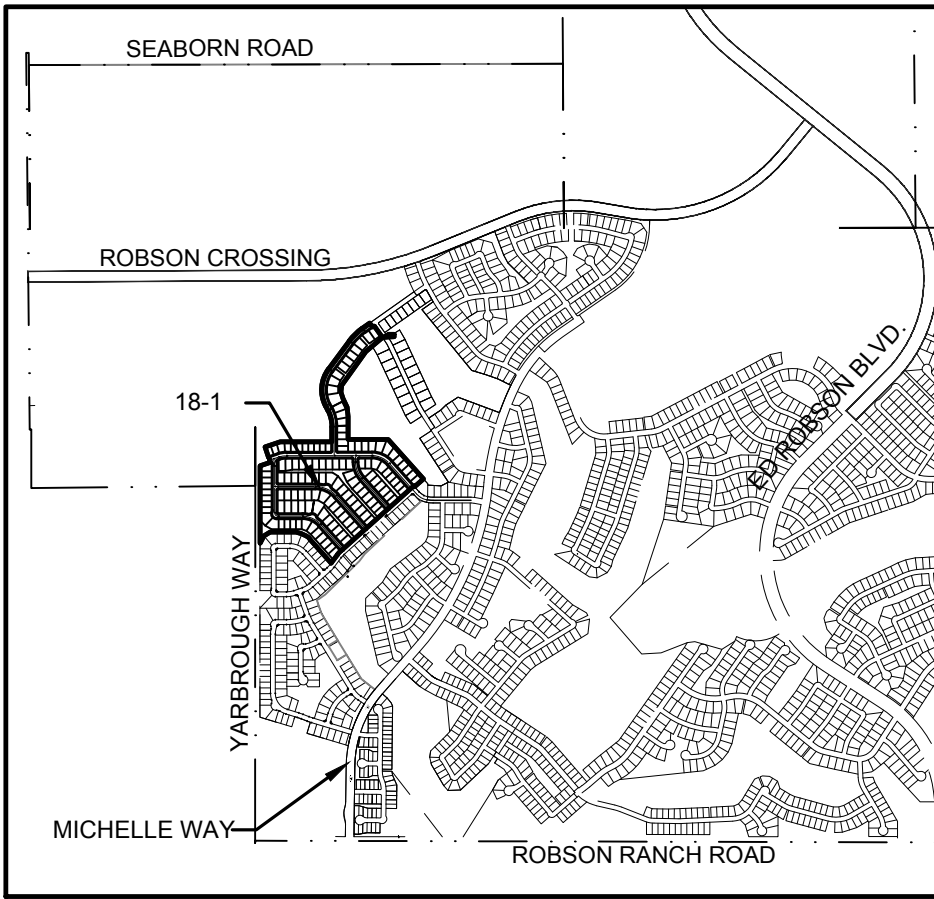 SEABORN ROAD
ROBSON CROSSING
ED ROBSON BLVD.
18-1
YARBROUGH WAY
MICHELLE WAY
ROBSON RANCH ROAD